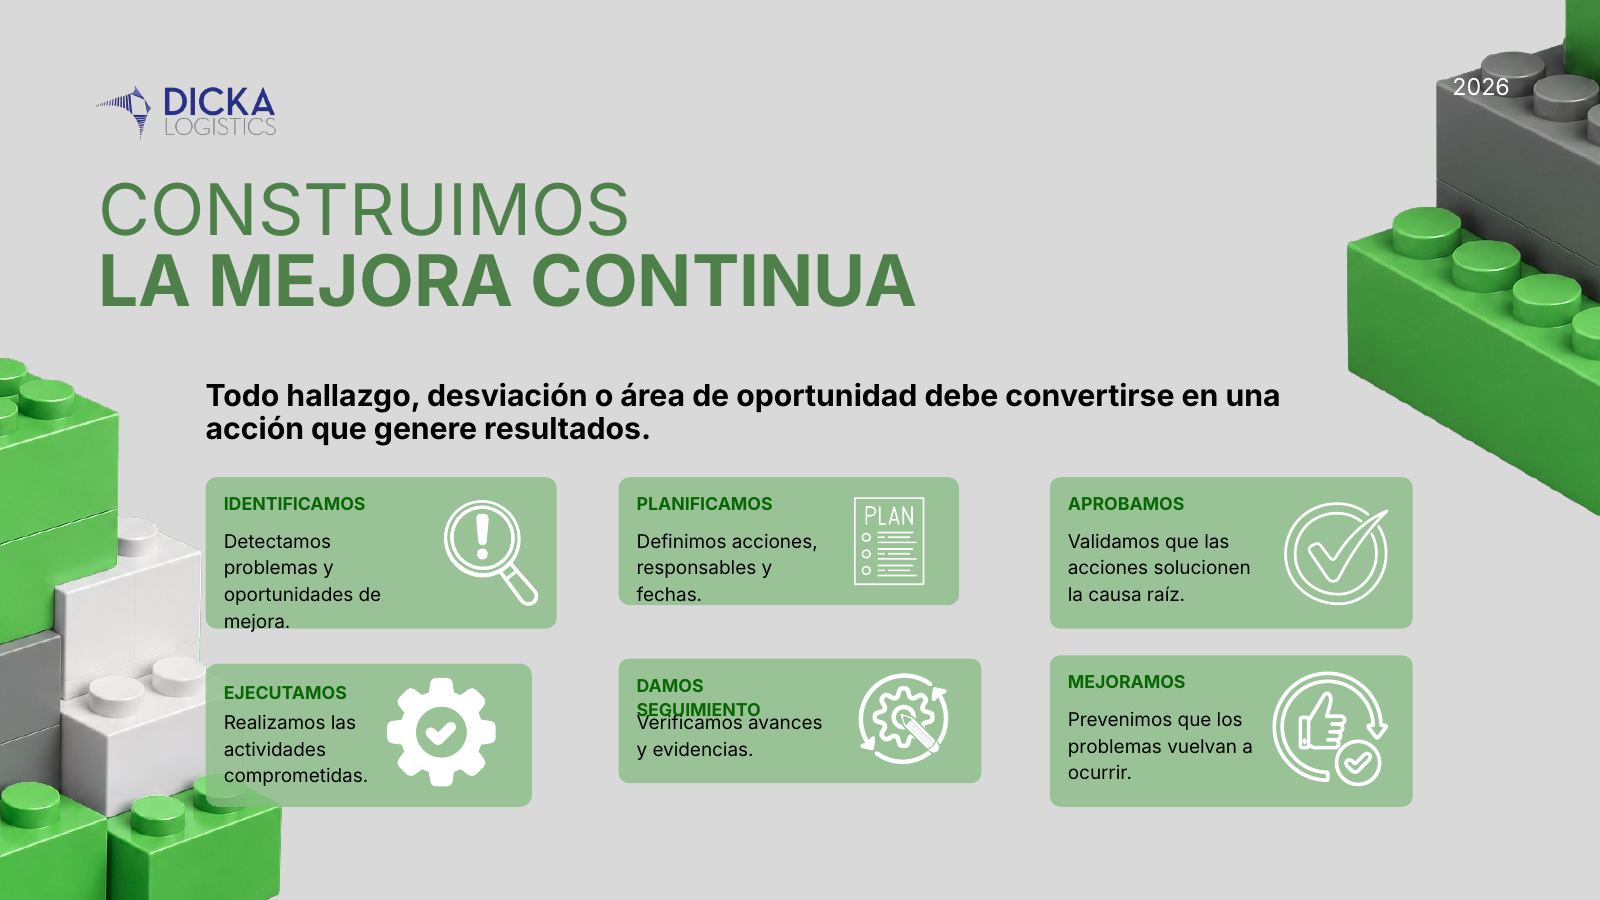 DICKA
LOGISTICS
2026
CONSTRUIMOS
LA MEJORA CONTINUA
Todo hallazgo, desviación o área de oportunidad debe convertirse en una
acción que genere resultados.
IDENTIFICAMOS
Detectamos
problemas y
oportunidades de
mejora.
PLANIFICAMOS
Definimos acciones,
responsables y
fechas.
PLAN
APROBAMOS
Validamos que las
acciones solucionen
la causa raíz.
EJECUTAMOS
Realizamos las
actividades
comprometidas.
DAMOS
SEGUIMIENTO
Verificamos avances
y evidencias.
MEJORAMOS
Prevenimos que los
problemas vuelvan a
ocurrir.